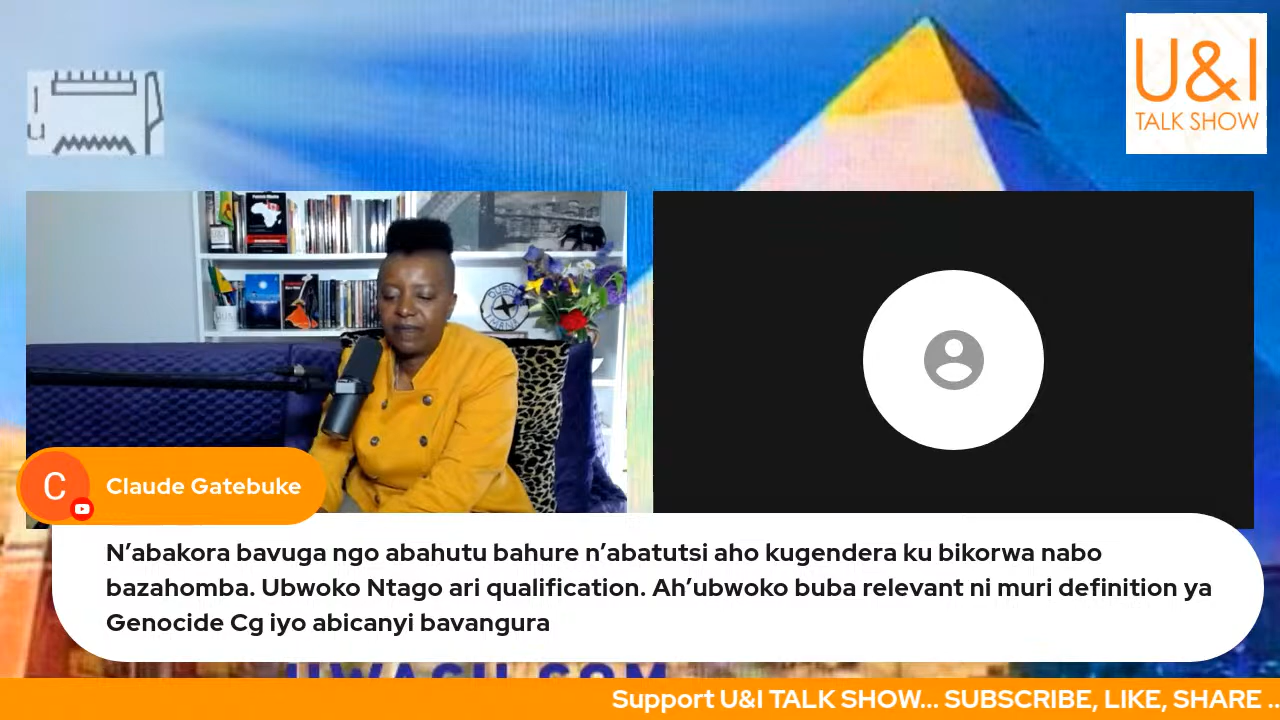 U&I
TALK SHOW
C
Claude Gatebuke
N’abakora bavuga ngo abahutu bahure n’abatutsi aho kugendera ku bikorwa nabo
bazahomba. Ubwoko Ntago ari qualification. Ah’ubwoko buba relevant ni muri definition ya
Genocide Cg iyo abicanyi bavangura
Support U&I TALK SHOW... SUBSCRIBE, LIKE, SHARE ..